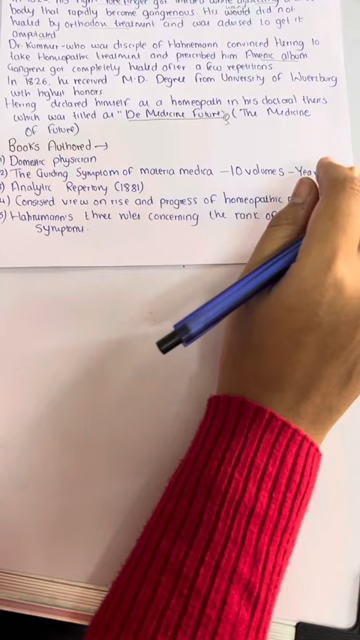 body that rapidly became gangrenous. His would did not
healed by orthodox treatment and was advised to get it
amputated
Dr. Kummer - who was disciple of Hahnemann convinced Hering to
take Homeopathic treatment and prescribed him Arsenic album
Gangrene got completely healed after a few repetitions.
In 1826, he received M.D. Degree from University of Wuerzburg
with highest honors
Hering declared himself as a homeopath in his doctoral thesis
which was titled as "De Medicine Future" (The Medicine
of Future)
Books Authored →
1) Domestic physician
2) The Guiding Symptom of materia medica - 10 volumes - Year
3) Analytic Repertory (1881)
4) Consised view on rise and progress of homeopathic
5) Hahnemann's three rules concerning the rank of
Symptoms.